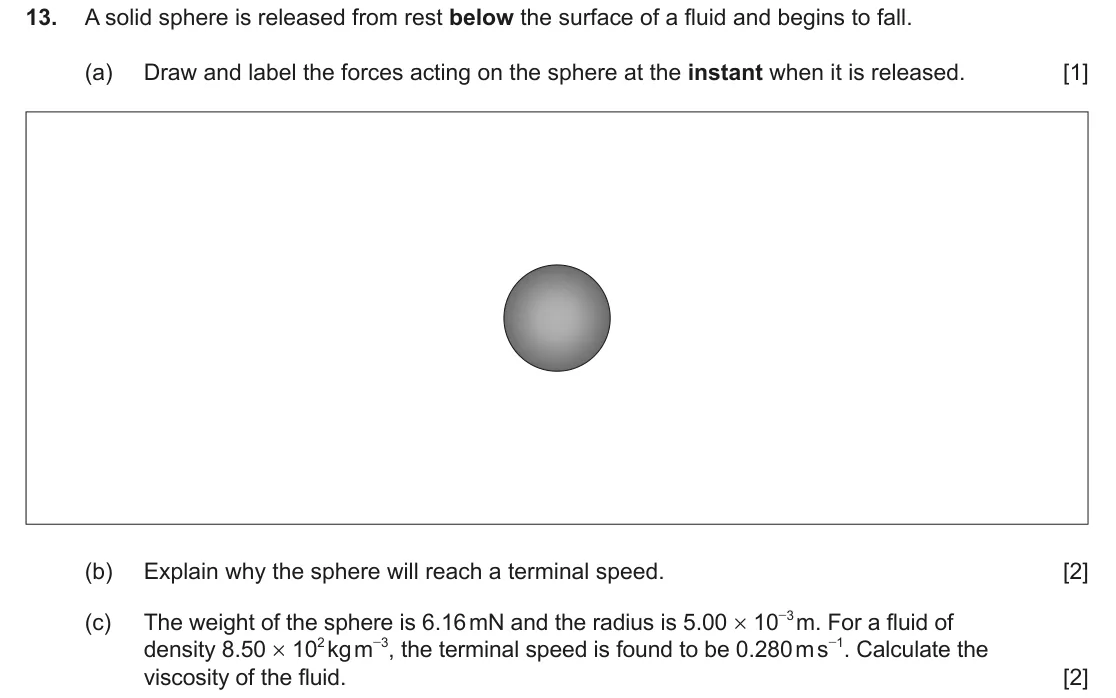 13. A solid sphere is released from rest below the surface of a fluid and begins to fall.
(a) Draw and label the forces acting on the sphere at the instant when it is released. [1]
(b) Explain why the sphere will reach a terminal speed. [2]
(c) The weight of the sphere is 6.16 mN and the radius is 5.00 × 10⁻³ m. For a fluid of
density 8.50 × 10² kg m⁻³, the terminal speed is found to be 0.280 m s⁻¹. Calculate the
viscosity of the fluid. [2]